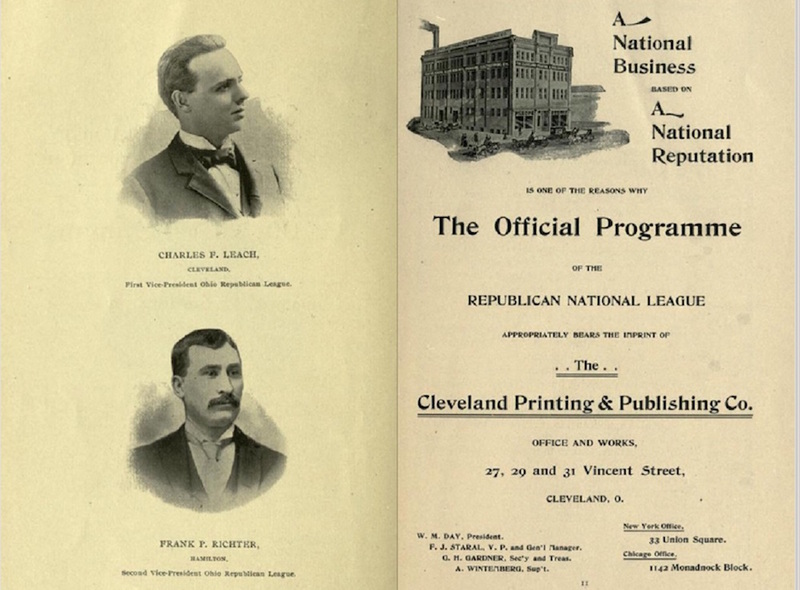 CHARLES F. LEACH,
CLEVELAND,
First Vice-President Ohio Republican League.
FRANK P. RICHTER,
HAMILTON,
Second Vice-President Ohio Republican League.
A
National
Business
BASED ON
A
National
Reputation
IS ONE OF THE REASONS WHY
The Official Programme
OF THE
REPUBLICAN NATIONAL LEAGUE
APPROPRIATELY BEARS THE IMPRINT OF
. . The . .
Cleveland Printing & Publishing Co.
OFFICE AND WORKS,
27, 29 and 31 Vincent Street,
CLEVELAND, O.
W. M. DAY, President.
F. J. STARAL, V. P. and Gen'l Manager.
G. H. GARDNER, Sec'y and Treas.
A. WINTEMBERG, Sup't.
New York Office,
33 Union Square.
Chicago Office,
1142 Monadnock Block.
11